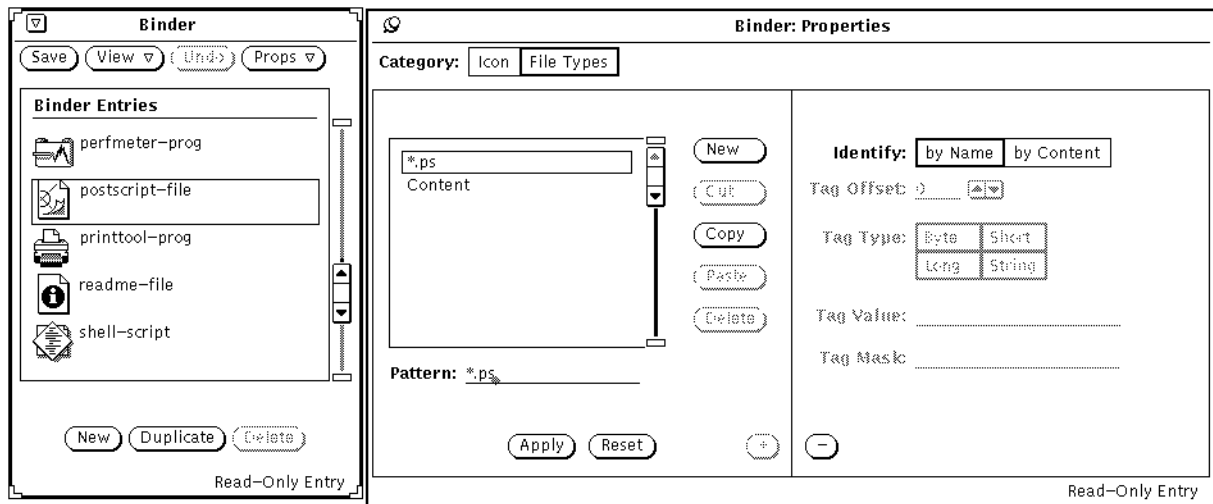 Binder
Save View Undo Props
Binder Entries
perfmeter-prog
postscript-file
printtool-prog
readme-file
shell-script
New Duplicate Delete
Read-Only Entry
Binder: Properties
Category: Icon File Types
*.ps
Content
New
Cut
Copy
Paste
Delete
Pattern: *.ps
Apply Reset +
Identify: by Name by Content
Tag Offset: 0
Tag Type: Byte Short
Long String
Tag Value:
Tag Mask:
−
Read-Only Entry